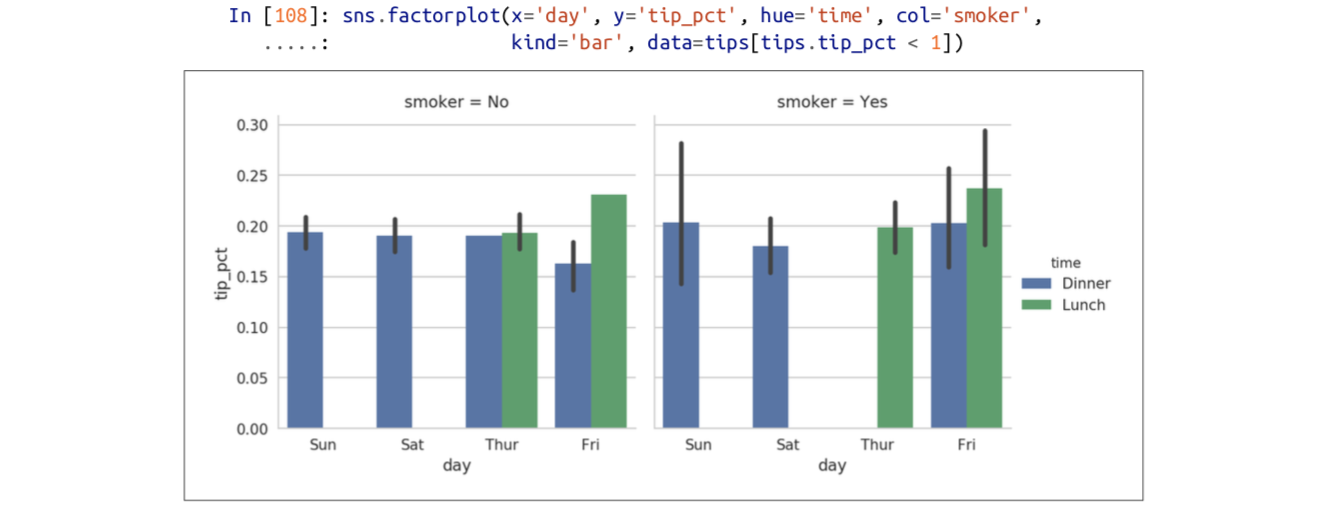 In [108]: sns.factorplot(x='day', y='tip_pct', hue='time', col='smoker',
.....: kind='bar', data=tips[tips.tip_pct < 1])
smoker = No
smoker = Yes
0.30
0.25
0.20
0.15
0.10
0.05
0.00
tip_pct
Sun Sat Thur Fri
day
Sun Sat Thur Fri
day
time
Dinner
Lunch